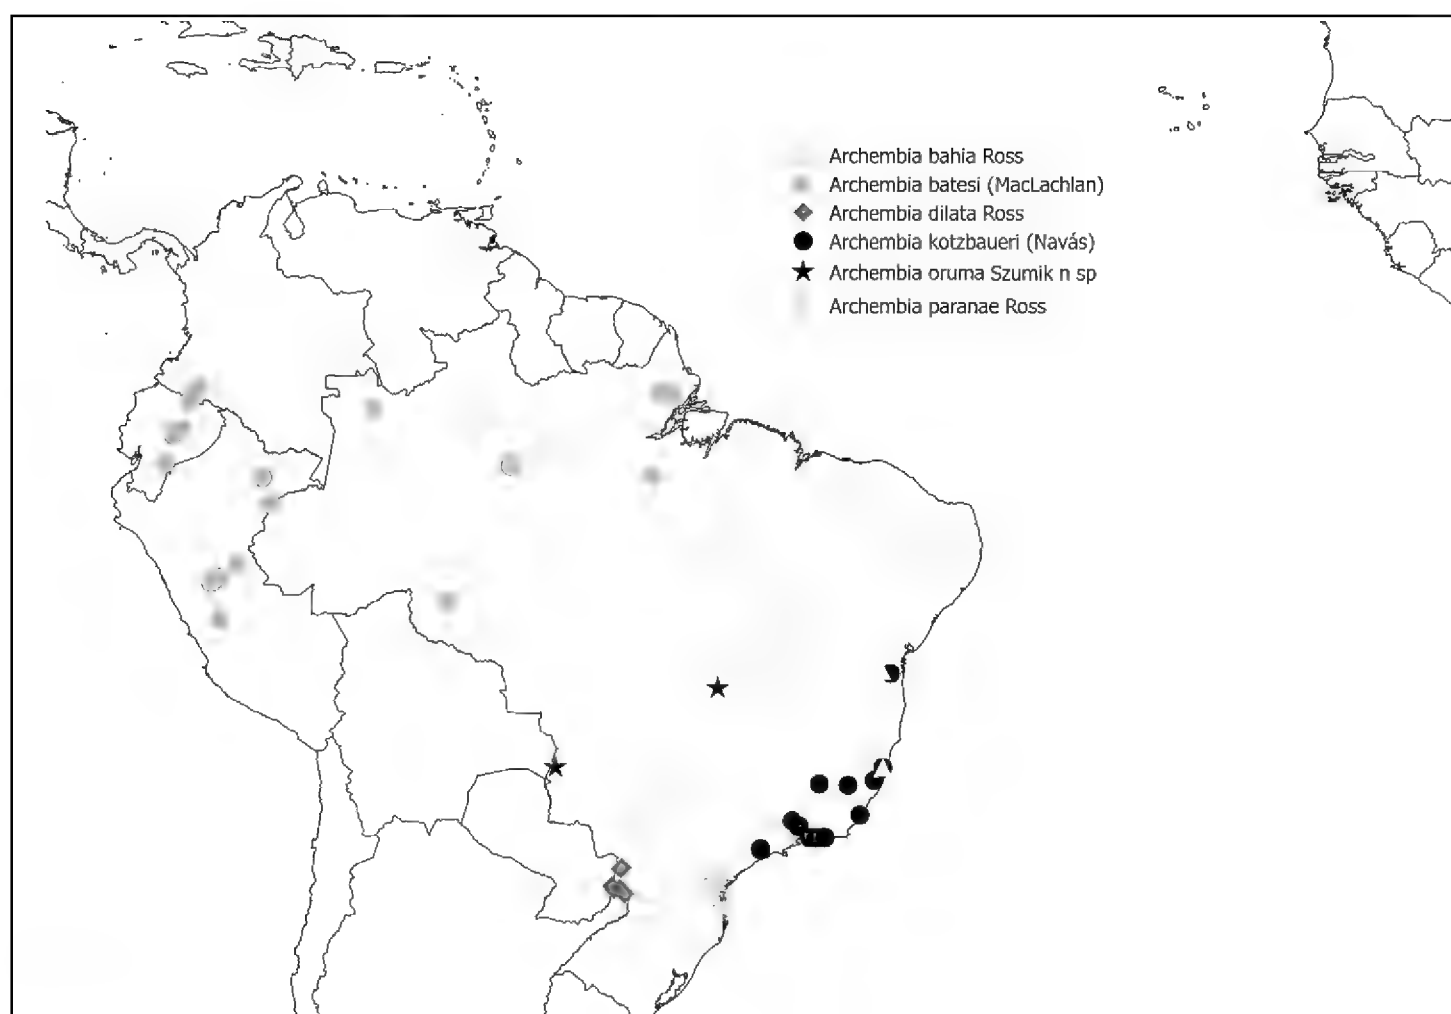 Archembia bahia Ross
Archembia batesi (MacLachlan)
Archembia dilata Ross
Archembia kotzbaueri (Navás)
Archembia oruma Szumik n sp
Archembia paranae Ross